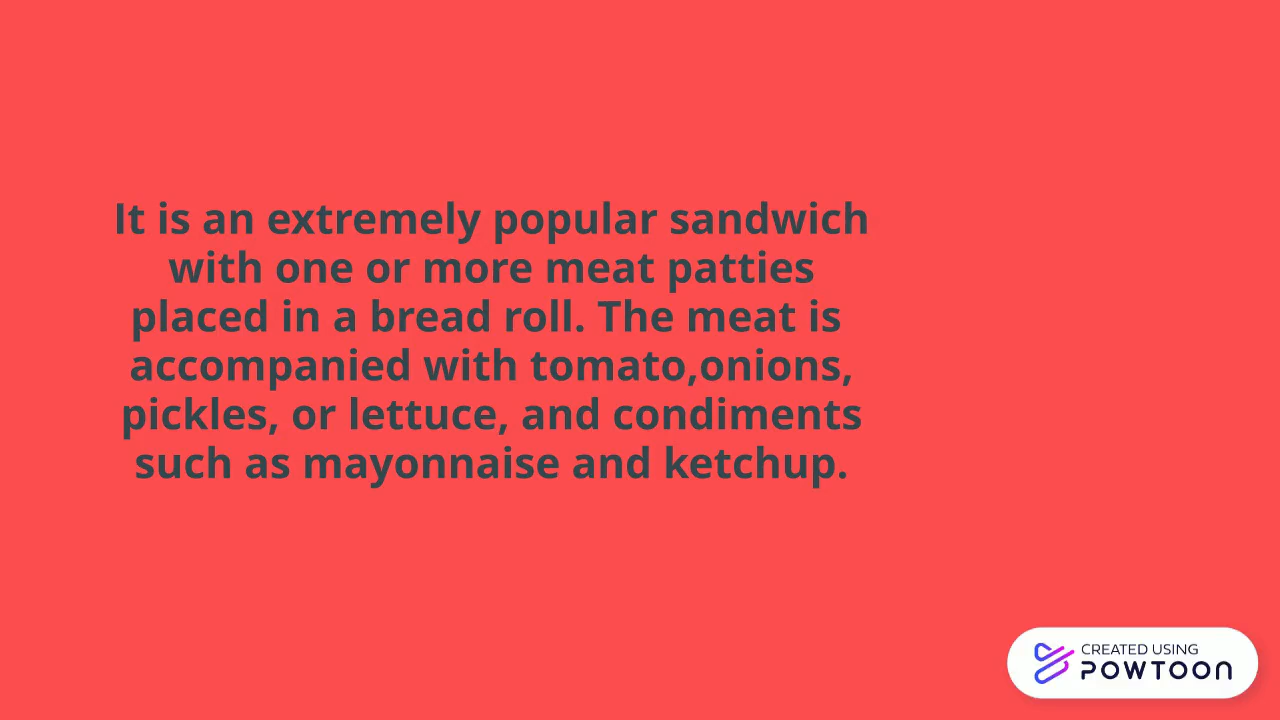 It is an extremely popular sandwich
with one or more meat patties
placed in a bread roll. The meat is
accompanied with tomato,onions,
pickles, or lettuce, and condiments
such as mayonnaise and ketchup.
CREATED USING
POWTOON